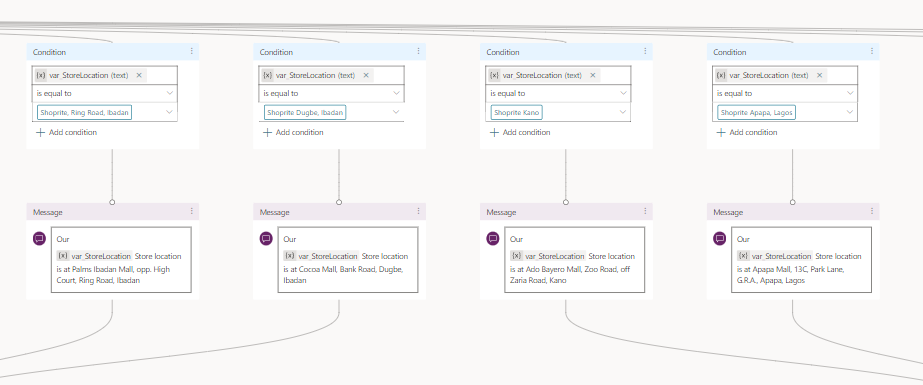 Condition
{x} var_StoreLocation (text) ×
is equal to
Shoprite, Ring Road, Ibadan
Add condition
Message
Our
{x} var_StoreLocation Store location
is at Palms Ibadan Mall, opp. High
Court, Ring Road, Ibadan
Condition
{x} var_StoreLocation (text) ×
is equal to
Shoprite Dugbe, Ibadan
Add condition
Message
Our
{x} var_StoreLocation Store location
is at Cocoa Mall, Bank Road, Dugbe,
Ibadan
Condition
{x} var_StoreLocation (text) ×
is equal to
Shoprite Kano
Add condition
Message
Our
{x} var_StoreLocation Store location
is at Ado Bayero Mall, Zoo Road, off
Zaria Road, Kano
Condition
{x} var_StoreLocation (text) ×
is equal to
Shoprite Apapa, Lagos
Add condition
Message
Our
{x} var_StoreLocation Store location
is at Apapa Mall, 13C, Park Lane,
G.R.A., Apapa, Lagos